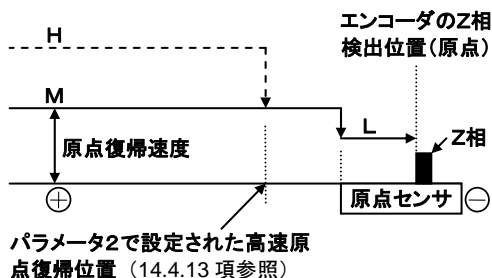 エンコーダのZ相
検出位置(原点)
H
M
L
Z相
原点復帰速度
原点センサ
⊕
⊖
パラメータ2で設定された高速原
点復帰位置 (14.4.13 項参照)